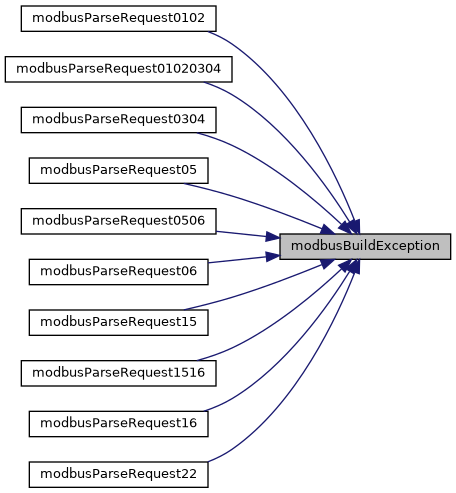 modbusParseRequest0102
modbusParseRequest01020304
modbusParseRequest0304
modbusParseRequest05
modbusParseRequest0506
modbusBuildException
modbusParseRequest06
modbusParseRequest15
modbusParseRequest1516
modbusParseRequest16
modbusParseRequest22